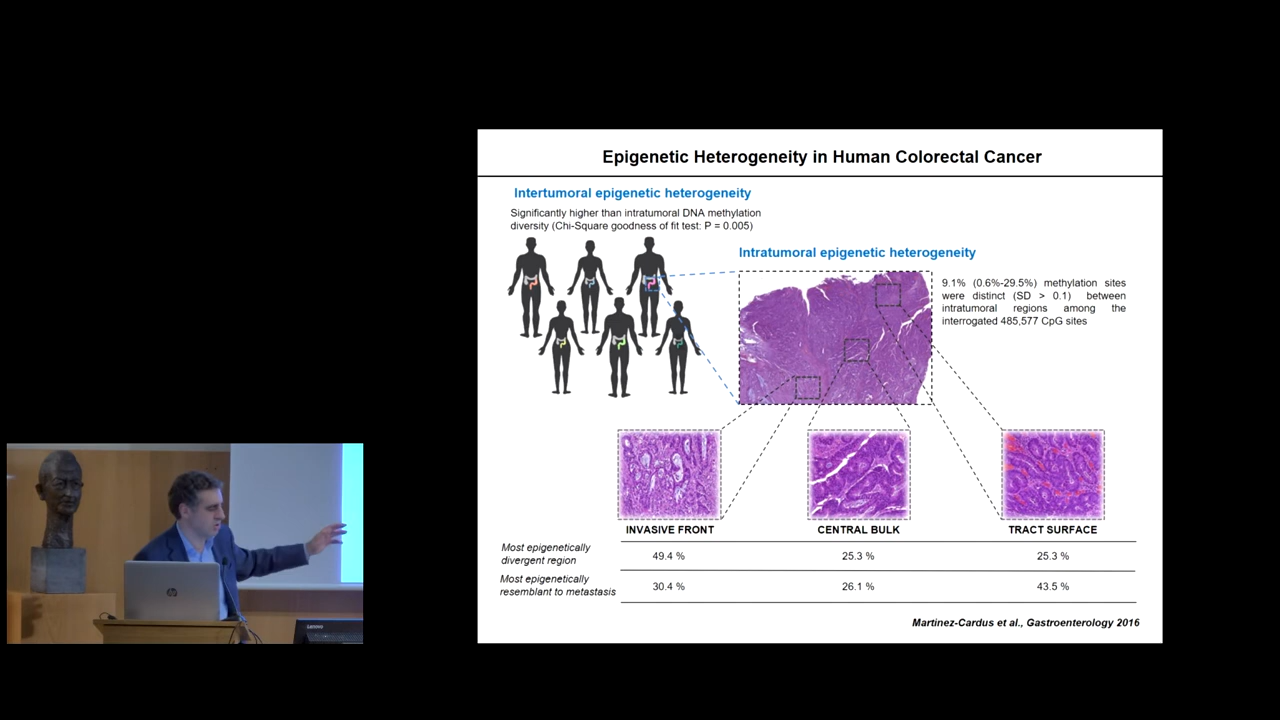 Epigenetic Heterogeneity in Human Colorectal Cancer
Intertumoral epigenetic heterogeneity
Significantly higher than intratumoral DNA methylation
diversity (Chi-Square goodness of fit test: P = 0.005)
Intratumoral epigenetic heterogeneity
9.1% (0.6%-29.5%) methylation sites
were distinct (SD > 0.1) between
intratumoral regions among the
interrogated 485,577 CpG sites
INVASIVE FRONT CENTRAL BULK TRACT SURFACE
Most epigenetically
divergent region
49.4 % 25.3 % 25.3 %
Most epigenetically
resemblant to metastasis
30.4 % 26.1 % 43.5 %
Martinez-Cardus et al., Gastroenterology 2016
hp
Lenovo